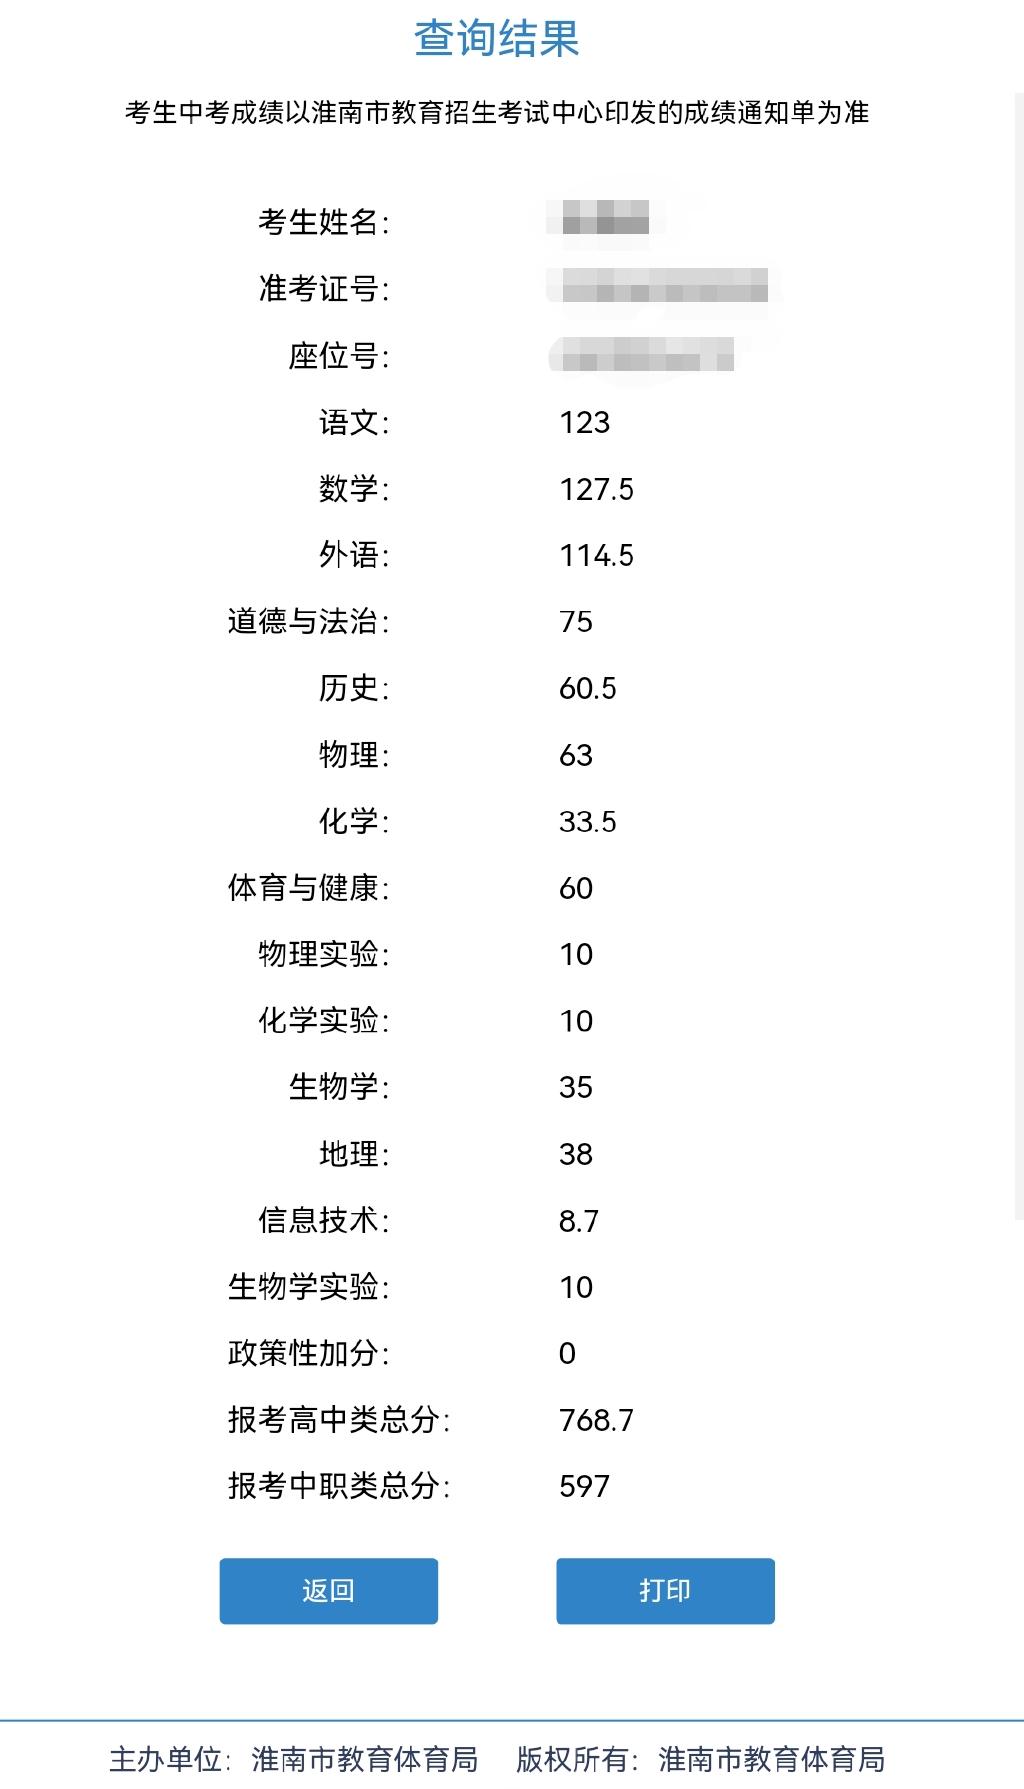 查询结果
考生中考成绩以淮南市教育招生考试中心印发的成绩通知单为准
考生姓名:
准考证号:
座位号:
语文: 123
数学: 127.5
外语: 114.5
道德与法治: 75
历史: 60.5
物理: 63
化学: 33.5
体育与健康: 60
物理实验: 10
化学实验: 10
生物学: 35
地理: 38
信息技术: 8.7
生物学实验: 10
政策性加分: 0
报考高中类总分: 768.7
报考中职类总分: 597
返回 打印
主办单位：淮南市教育体育局 版权所有：淮南市教育体育局